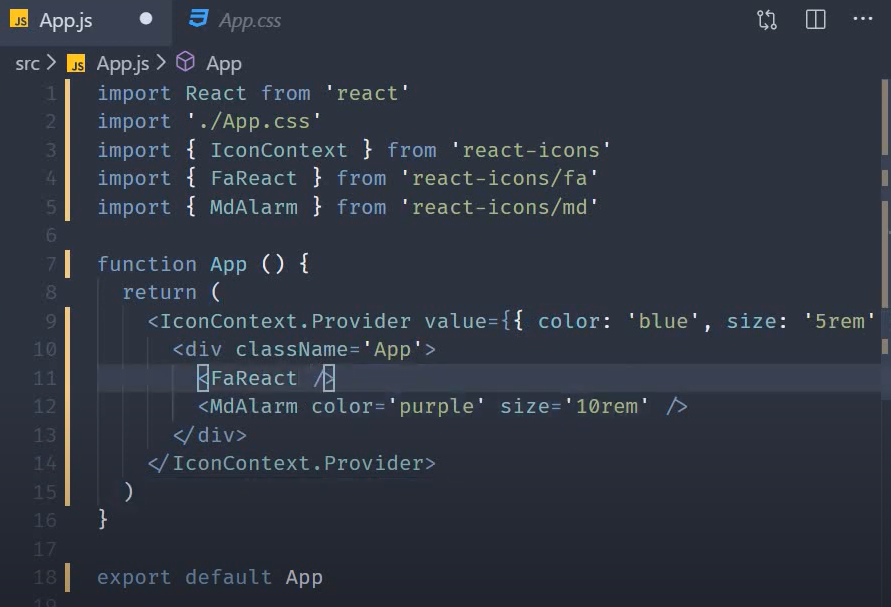 JS App.js App.css
src > JS App.js > App
1 import React from 'react'
2 import './App.css'
3 import { IconContext } from 'react-icons'
4 import { FaReact } from 'react-icons/fa'
5 import { MdAlarm } from 'react-icons/md'
6
7 function App () {
8 return (
9 <IconContext.Provider value={{ color: 'blue', size: '5rem'
10 <div className='App'>
11 <FaReact />
12 <MdAlarm color='purple' size='10rem' />
13 </div>
14 </IconContext.Provider>
15 )
16 }
17
18 export default App
19